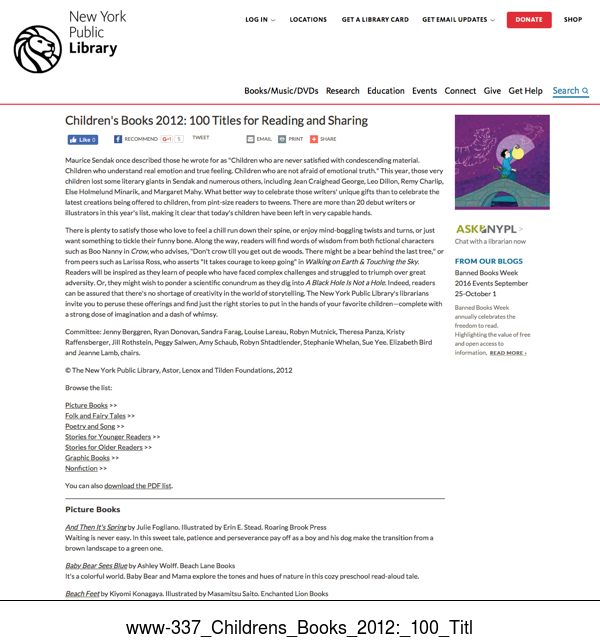 New York
Public
Library
LOG IN
LOCATIONS
GET A LIBRARY CARD
GET EMAIL UPDATES
DONATE
SHOP
Books/Music/DVDs
Research
Education
Events
Connect
Give
Get Help
Search
Children's Books 2012: 100 Titles for Reading and Sharing
Like 0
RECOMMEND
G+1
5
TWEET
EMAIL
PRINT
SHARE
Maurice Sendak once described those he wrote for as "Children who are never satisfied with condescending material.
Children who understand real emotion and true feeling. Children who are not afraid of emotional truth." This year, those very
children lost some literary giants in Sendak and numerous others, including Jean Craighead George, Leo Dillon, Remy Charlip,
Else Holmelund Minarik, and Margaret Mahy. What better way to celebrate those writers' unique gifts than to celebrate the
latest creations being offered to children, from pint-size readers to tweens. There are more than 20 debut writers or
illustrators in this year's list, making it clear that today's children have been left in very capable hands.
There is plenty to satisfy those who love to feel a chill run down their spine, or enjoy mind-boggling twists and turns, or just
want something to tickle their funny bone. Along the way, readers will find words of wisdom from both fictional characters
such as Boo Nanny in Crow, who advises, "Don't crow till you get out de woods. There might be a bear behind the last tree," or
from peers such as Larissa Ross, who asserts "It takes courage to keep going" in Walking on Earth & Touching the Sky.
Readers will be inspired as they learn of people who have faced complex challenges and struggled to triumph over great
adversity. Or, they might wish to ponder a scientific conundrum as they dig into A Black Hole Is Not a Hole. Indeed, readers
can be assured that there's no shortage of creativity in the world of storytelling. The New York Public Library's librarians
invite you to peruse these offerings and find just the right stories to put in the hands of your favorite children—complete with
a strong dose of imagination and a dash of whimsy.
Committee: Jenny Berggren, Ryan Donovan, Sandra Farag, Louise Lareau, Robyn Mutnick, Theresa Panza, Kristy
Raffensberger, Jill Rothstein, Peggy Salwen, Amy Schaub, Robyn Shtadtlender, Stephanie Whelan, Sue Yee. Elizabeth Bird
and Jeanne Lamb, chairs.
© The New York Public Library, Astor, Lenox and Tilden Foundations, 2012
Browse the list:
Picture Books >>
Folk and Fairy Tales >>
Poetry and Song >>
Stories for Younger Readers >>
Stories for Older Readers >>
Graphic Books >>
Nonfiction >>
You can also download the PDF list.
Picture Books
And Then It's Spring by Julie Fogliano. Illustrated by Erin E. Stead. Roaring Brook Press
Waiting is never easy. In this sweet tale, patience and perseverance pay off as a boy and his dog make the transition from a
brown landscape to a green one.
Baby Bear Sees Blue by Ashley Wolff. Beach Lane Books
It's a colorful world. Baby Bear and Mama explore the tones and hues of nature in this cozy preschool read-aloud tale.
Beach Feet by Kiyomi Konagaya. Illustrated by Masamitsu Saito. Enchanted Lion Books
ASK NYPL >
Chat with a librarian now
FROM OUR BLOGS
Banned Books Week
2016 Events September
25-October 1
Banned Books Week
annually celebrates the
freedom to read.
Highlighting the value of free
and open access to
information, READ MORE ›
www-337_Childrens_Books_2012:_100_Titl